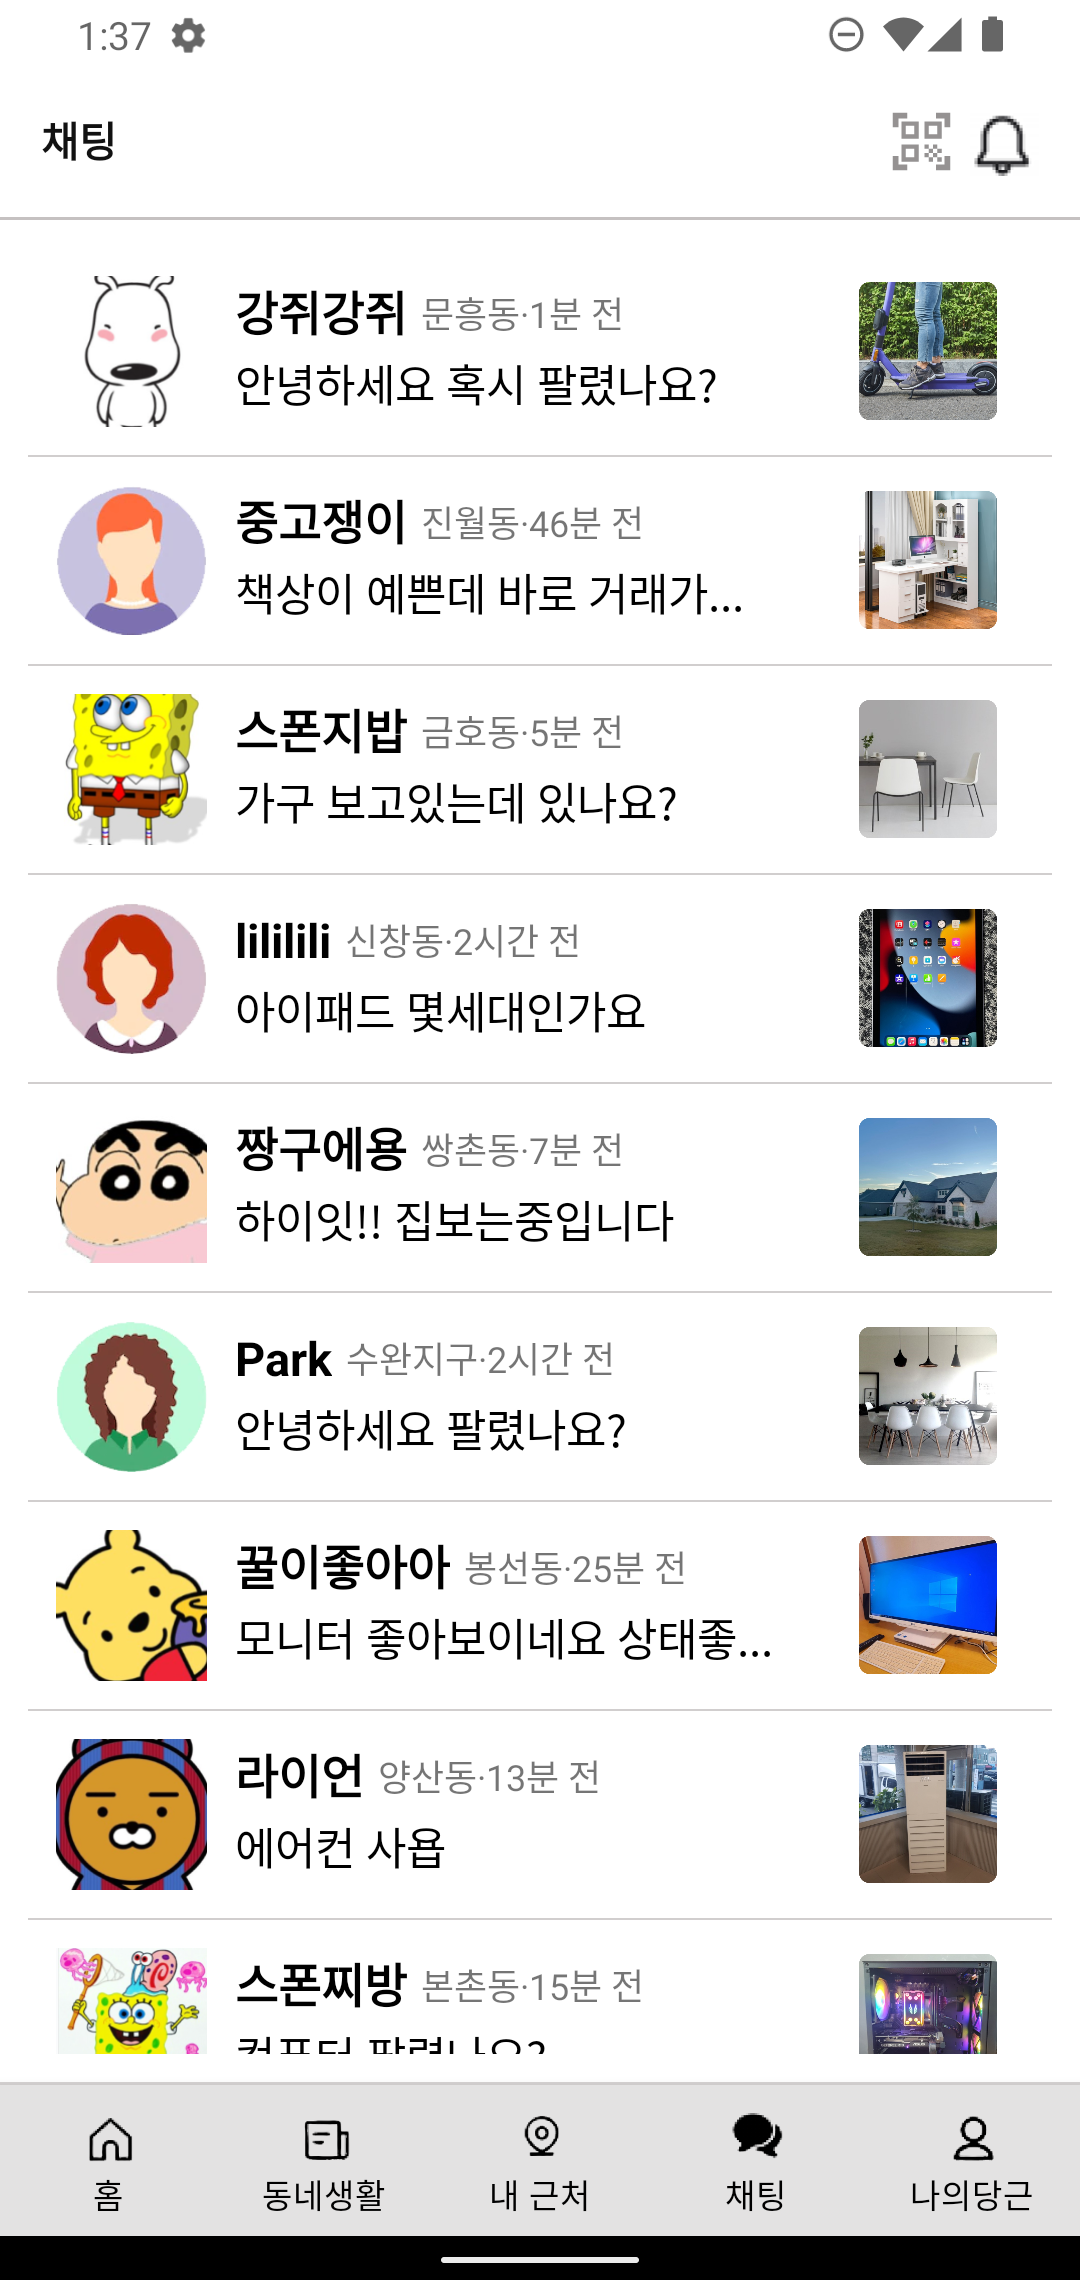 1:37
채팅
강쥐강쥐 문흥동·1분 전
안녕하세요 혹시 팔렸나요?
중고쟁이 진월동·46분 전
책상이 예쁜데 바로 거래가...
스폰지밥 금호동·5분 전
가구 보고있는데 있나요?
lililili 신창동·2시간 전
아이패드 몇세대인가요
짱구에용 쌍촌동·7분 전
하이잇!! 집보는중입니다
Park 수완지구·2시간 전
안녕하세요 팔렸나요?
꿀이좋아아 봉선동·25분 전
모니터 좋아보이네요 상태좋...
라이언 양산동·13분 전
에어컨 사욥
스폰찌방 본촌동·15분 전
컴퓨터 팔렸나요?
홈
동네생활
내 근처
채팅
나의당근